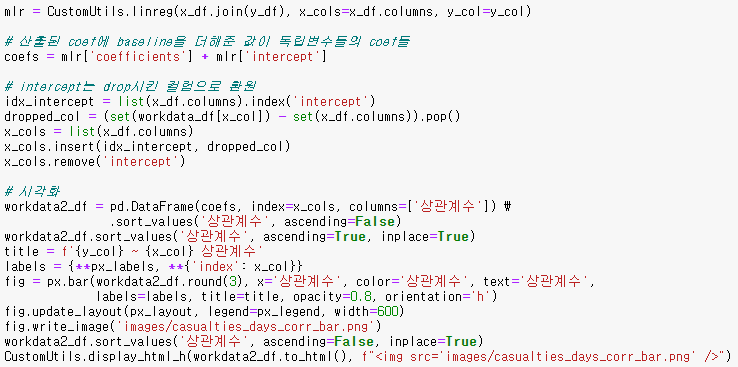 mlr = CustomUtils.linreg(x_df.join(y_df), x_cols=x_df.columns, y_col=y_col)
# 산출된 coef에 baseline을 더해준 값이 독립변수들의 coef들
coefs = mlr['coefficients'] + mlr['intercept']
# intercept는 drop시킨 컬럼으로 환원
idx_intercept = list(x_df.columns).index('intercept')
dropped_col = (set(workdata_df[x_col]) - set(x_df.columns)).pop()
x_cols = list(x_df.columns)
x_cols.insert(idx_intercept, dropped_col)
x_cols.remove('intercept')
# 시각화
workdata2_df = pd.DataFrame(coefs, index=x_cols, columns=['상관계수']) ₩
.sort_values('상관계수', ascending=False)
workdata2_df.sort_values('상관계수', ascending=True, inplace=True)
title = f'{y_col} ~ {x_col} 상관계수'
labels = {**px_labels, **{'index': x_col}}
fig = px.bar(workdata2_df.round(3), x='상관계수', color='상관계수', text='상관계수',
labels=labels, title=title, opacity=0.8, orientation='h')
fig.update_layout(px_layout, legend=px_legend, width=600)
fig.write_image('images/casualties_days_corr_bar.png')
workdata2_df.sort_values('상관계수', ascending=False, inplace=True)
CustomUtils.display_html_h(workdata2_df.to_html(), f"<img src='images/casualties_days_corr_bar.png' />")